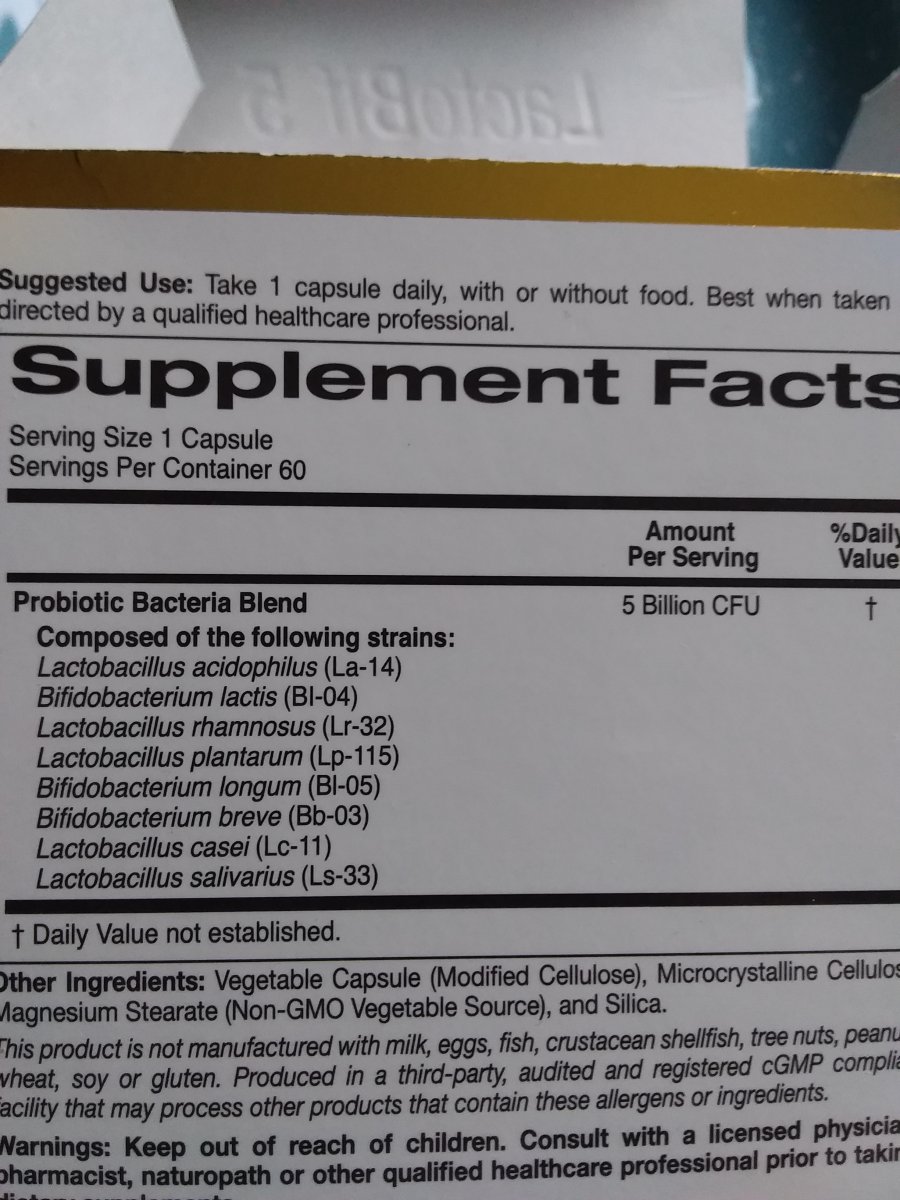 LactoBif 5
Suggested Use: Take 1 capsule daily, with or without food. Best when taken
directed by a qualified healthcare professional.
Supplement Facts
Serving Size 1 Capsule
Servings Per Container 60
Amount
Per Serving
%Daily
Value
Probiotic Bacteria Blend 5 Billion CFU †
Composed of the following strains:
Lactobacillus acidophilus (La-14)
Bifidobacterium lactis (Bl-04)
Lactobacillus rhamnosus (Lr-32)
Lactobacillus plantarum (Lp-115)
Bifidobacterium longum (Bl-05)
Bifidobacterium breve (Bb-03)
Lactobacillus casei (Lc-11)
Lactobacillus salivarius (Ls-33)
† Daily Value not established.
Other Ingredients: Vegetable Capsule (Modified Cellulose), Microcrystalline Cellulos
Magnesium Stearate (Non-GMO Vegetable Source), and Silica.
This product is not manufactured with milk, eggs, fish, crustacean shellfish, tree nuts, peanu
wheat, soy or gluten. Produced in a third-party, audited and registered cGMP complia
facility that may process other products that contain these allergens or ingredients.
Warnings: Keep out of reach of children. Consult with a licensed physicia
pharmacist, naturopath or other qualified healthcare professional prior to takin
dietary supplements